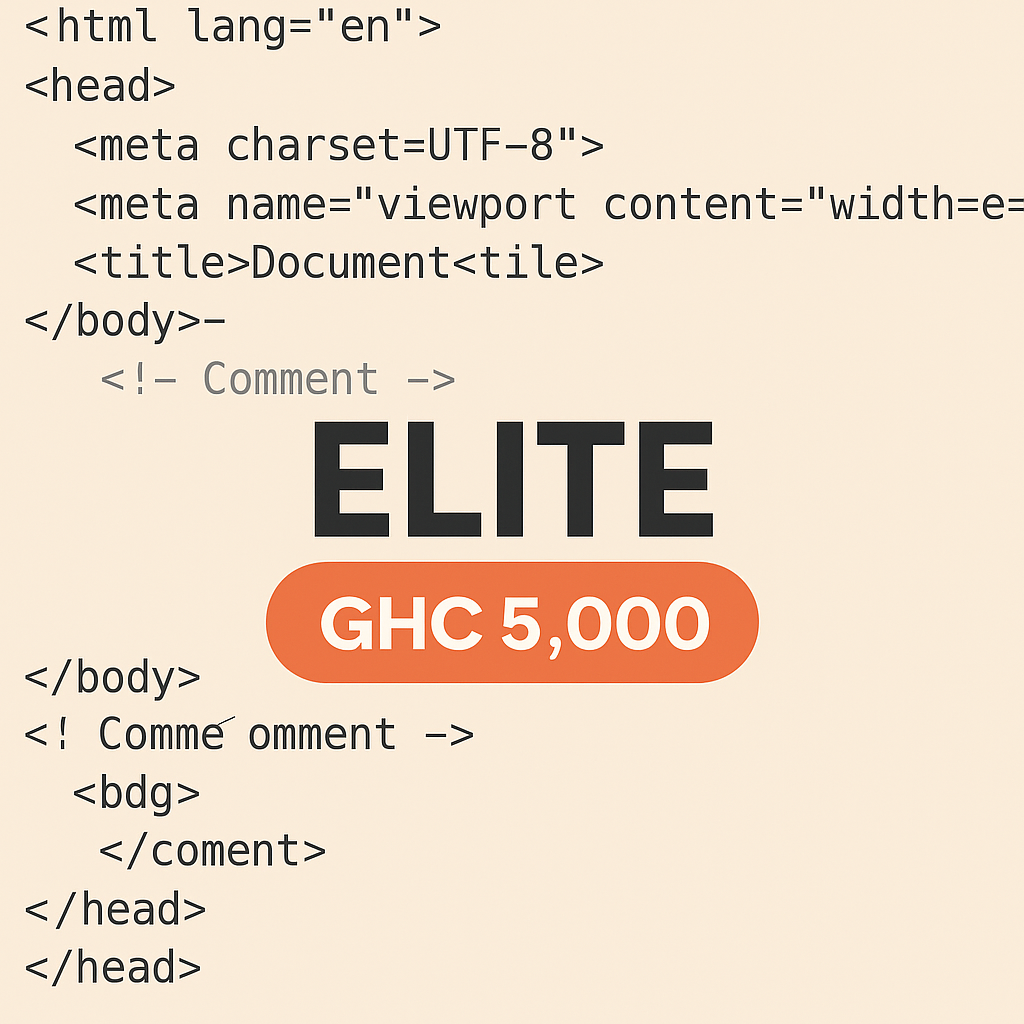 <html lang="en">
<head>
<meta charset=UTF-8">
<meta name="viewport content="width=e=
<title>Document<tile>
</body>–
<!– Comment –>
ELITE
GHC 5,000
</body>
<! Comme omment –>
<bdg>
</coment>
</head>
</head>